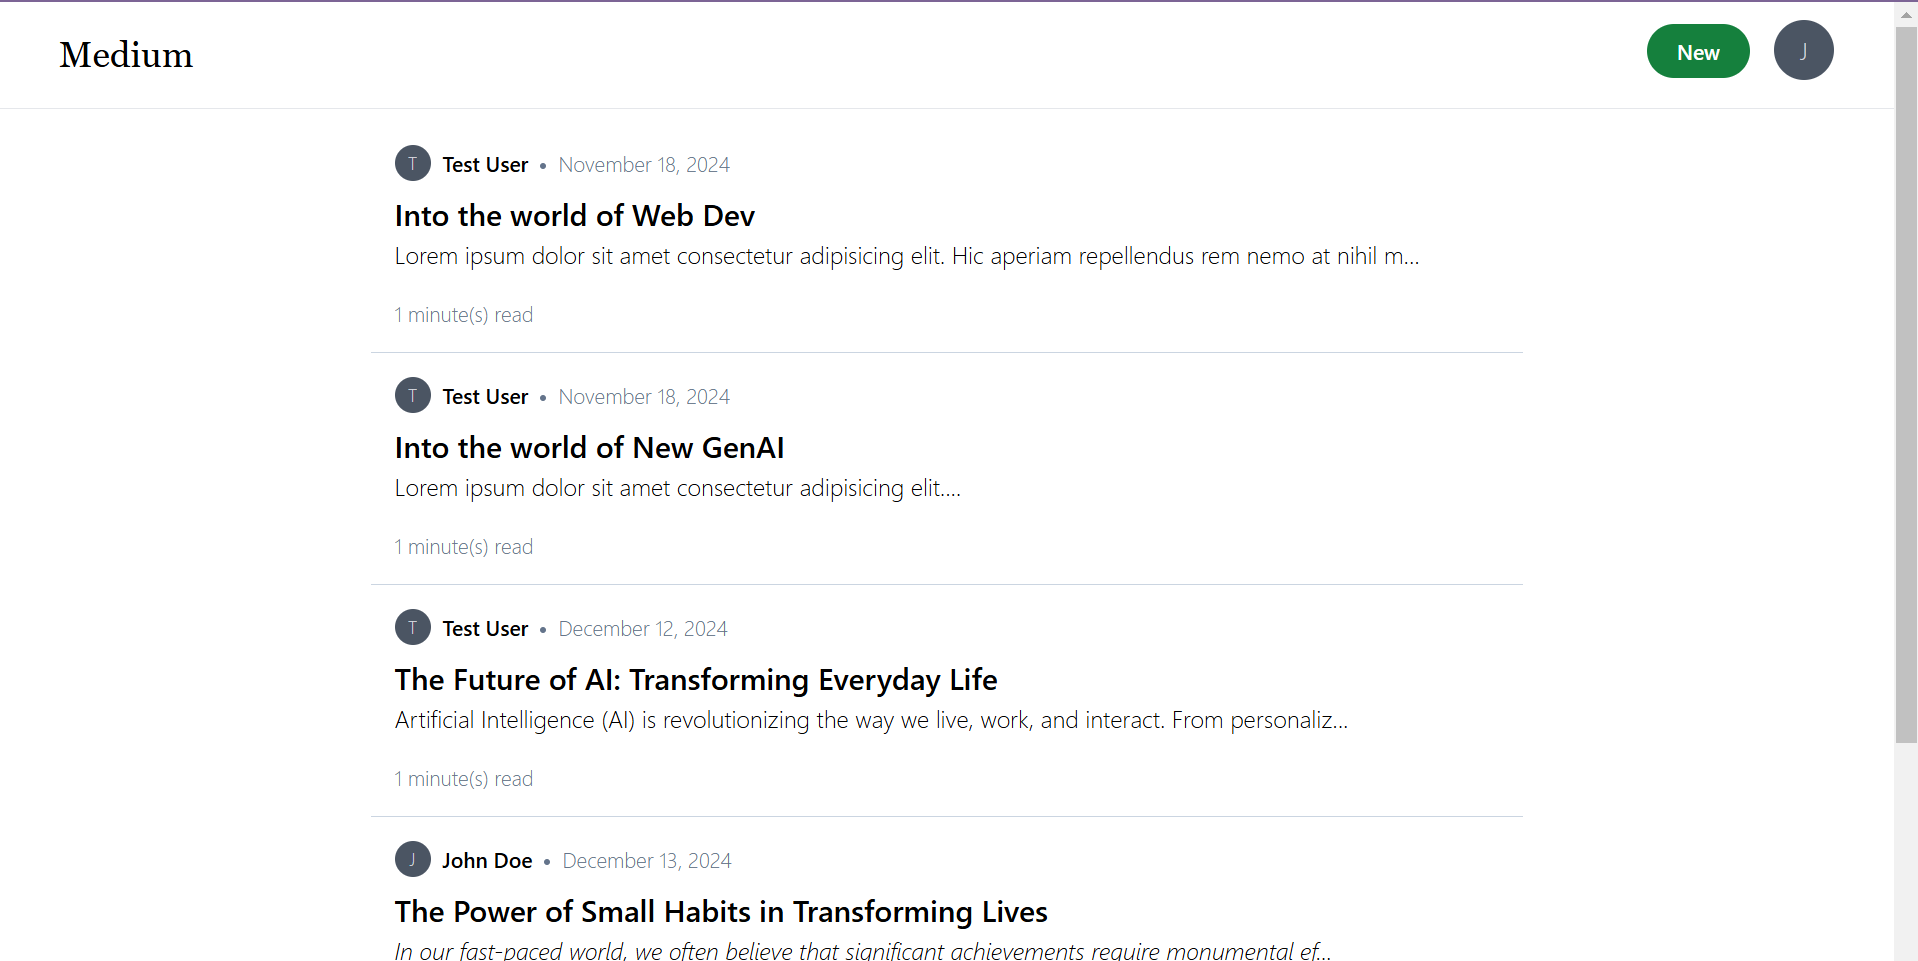 Medium
New
J
T Test User • November 18, 2024
Into the world of Web Dev
Lorem ipsum dolor sit amet consectetur adipisicing elit. Hic aperiam repellendus rem nemo at nihil m...
1 minute(s) read
T Test User • November 18, 2024
Into the world of New GenAI
Lorem ipsum dolor sit amet consectetur adipisicing elit....
1 minute(s) read
T Test User • December 12, 2024
The Future of AI: Transforming Everyday Life
Artificial Intelligence (AI) is revolutionizing the way we live, work, and interact. From personaliz...
1 minute(s) read
J John Doe • December 13, 2024
The Power of Small Habits in Transforming Lives
In our fast-paced world, we often believe that significant achievements require monumental ef...